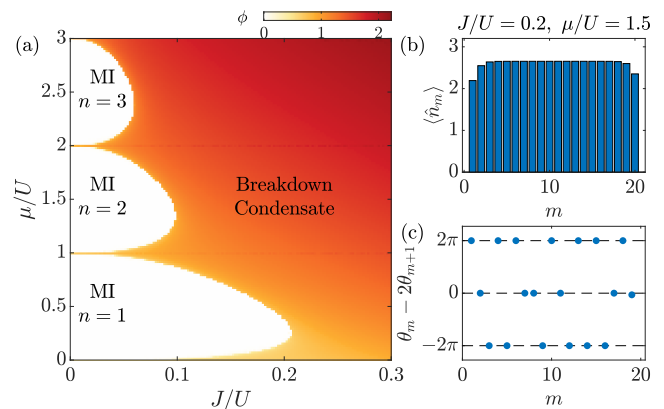 (a)
ϕ
0 1 2
3
2
1
0
μ/U
2.5
1.5
0.5
MI
n = 3
MI
n = 2
MI
n = 1
Breakdown
Condensate
0 0.1 0.2 0.3
J/U
(b)
J/U = 0.2, μ/U = 1.5
3
2
1
0
⟨n̂ₘ⟩
0 10 20
m
(c)
2π
0
−2π
θₘ − 2θₘ₊₁
0 10 20
m